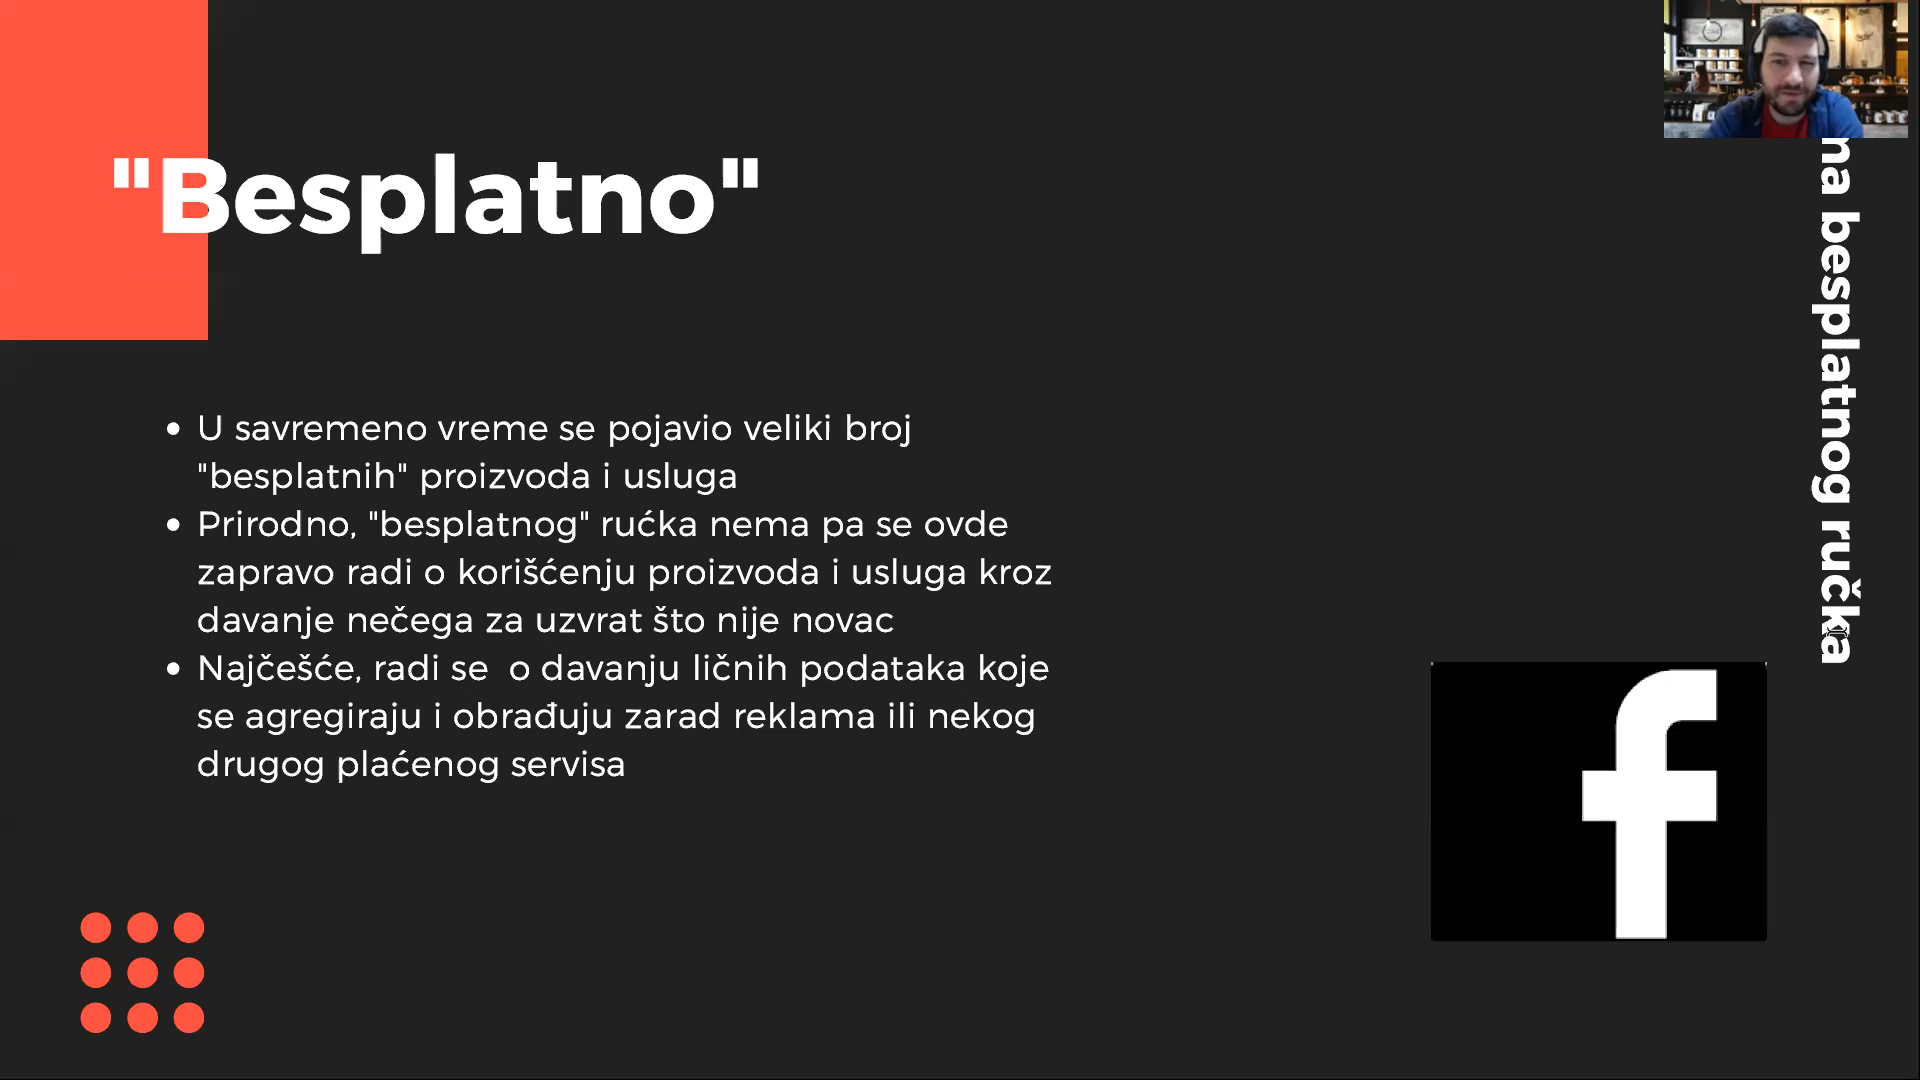 "Besplatno"
U savremeno vreme se pojavio veliki broj
"besplatnih" proizvoda i usluga
Prirodno, "besplatnog" rućka nema pa se ovde
zapravo radi o korišćenju proizvoda i usluga kroz
davanje nečega za uzvrat što nije novac
Najčešće, radi se  o davanju ličnih podataka koje
se agregiraju i obrađuju zarad reklama ili nekog
drugog plaćenog servisa
na besplatnog ručka
f